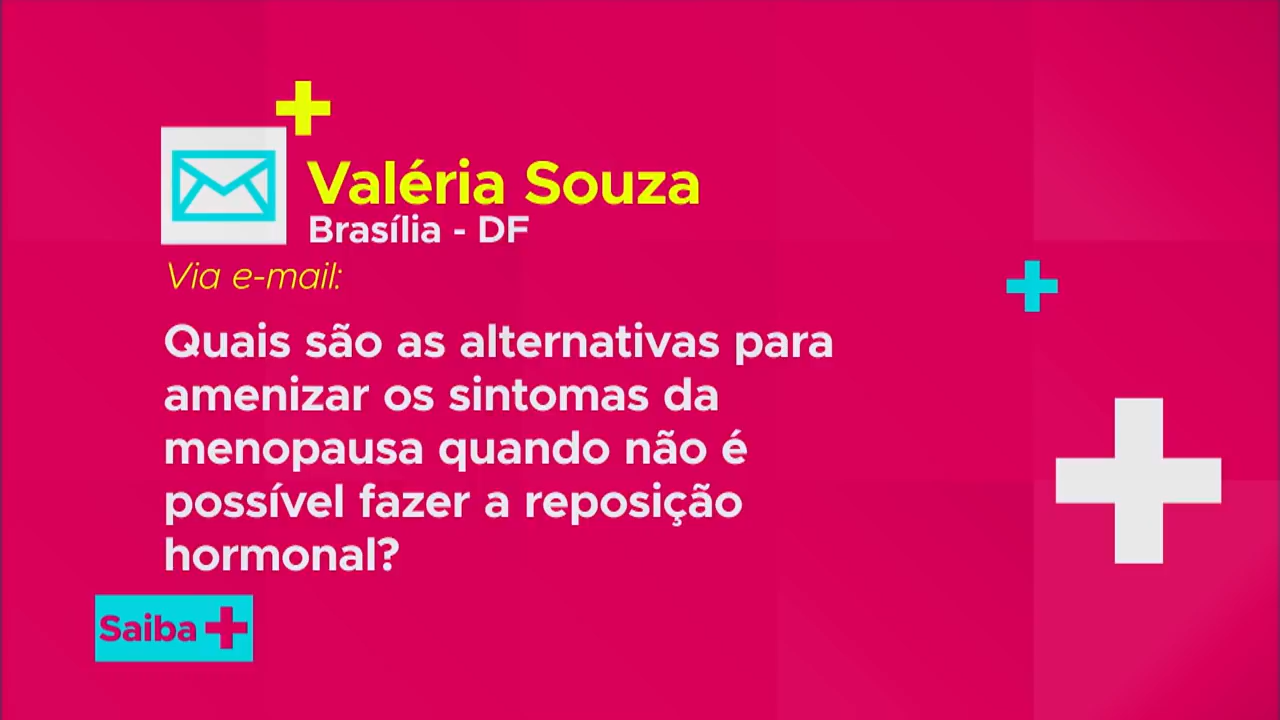 Valéria Souza
Brasília - DF
Via e-mail:
Quais são as alternativas para
amenizar os sintomas da
menopausa quando não é
possível fazer a reposição
hormonal?
Saiba+